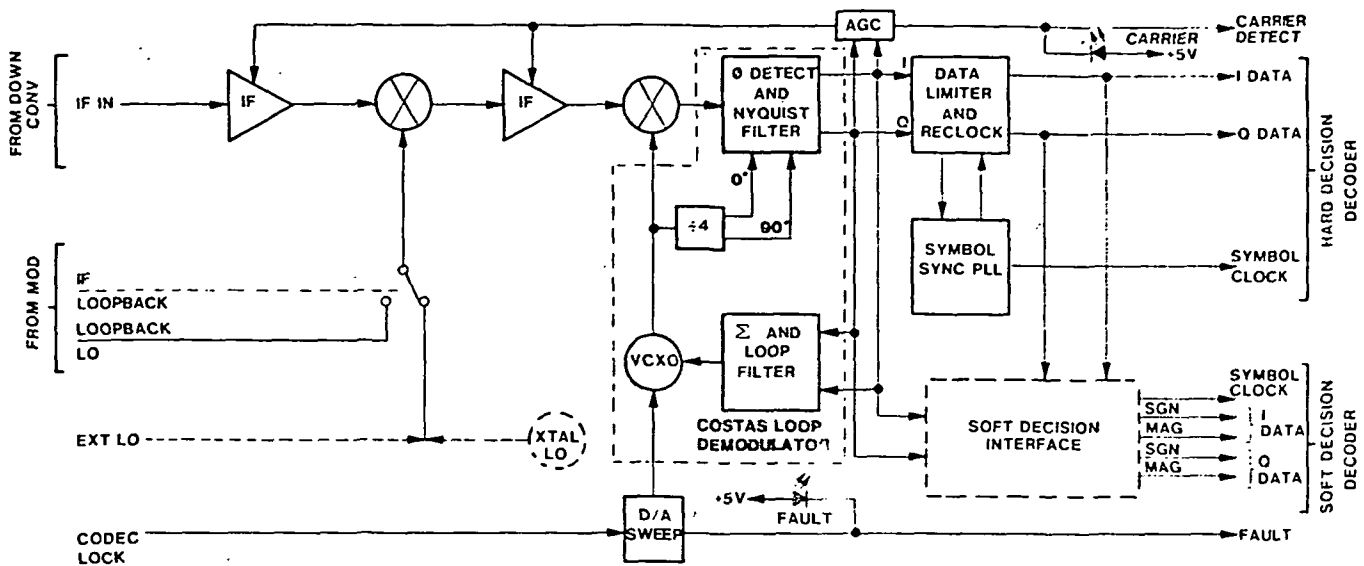 AGC
CARRIER DETECT
CARRIER
+5V
FROM DOWN CONV
IF IN
IF
IF
Ø DETECT AND NYQUIST FILTER
I
Q
DATA LIMITER AND RECLOCK
I DATA
Q DATA
HARD DECISION DECODER
0°
÷4
90°
SYMBOL SYNC PLL
SYMBOL CLOCK
FROM MOD
IF
LOOPBACK
LOOPBACK
LO
VCXO
Σ AND LOOP FILTER
COSTAS LOOP DEMODULATOR
SOFT DECISION INTERFACE
SYMBOL CLOCK
SGN
MAG
I DATA
SGN
MAG
Q DATA
SOFT DECISION DECODER
EXT LO
XTAL LO
+5V
FAULT
CODEC LOCK
D/A SWEEP
FAULT